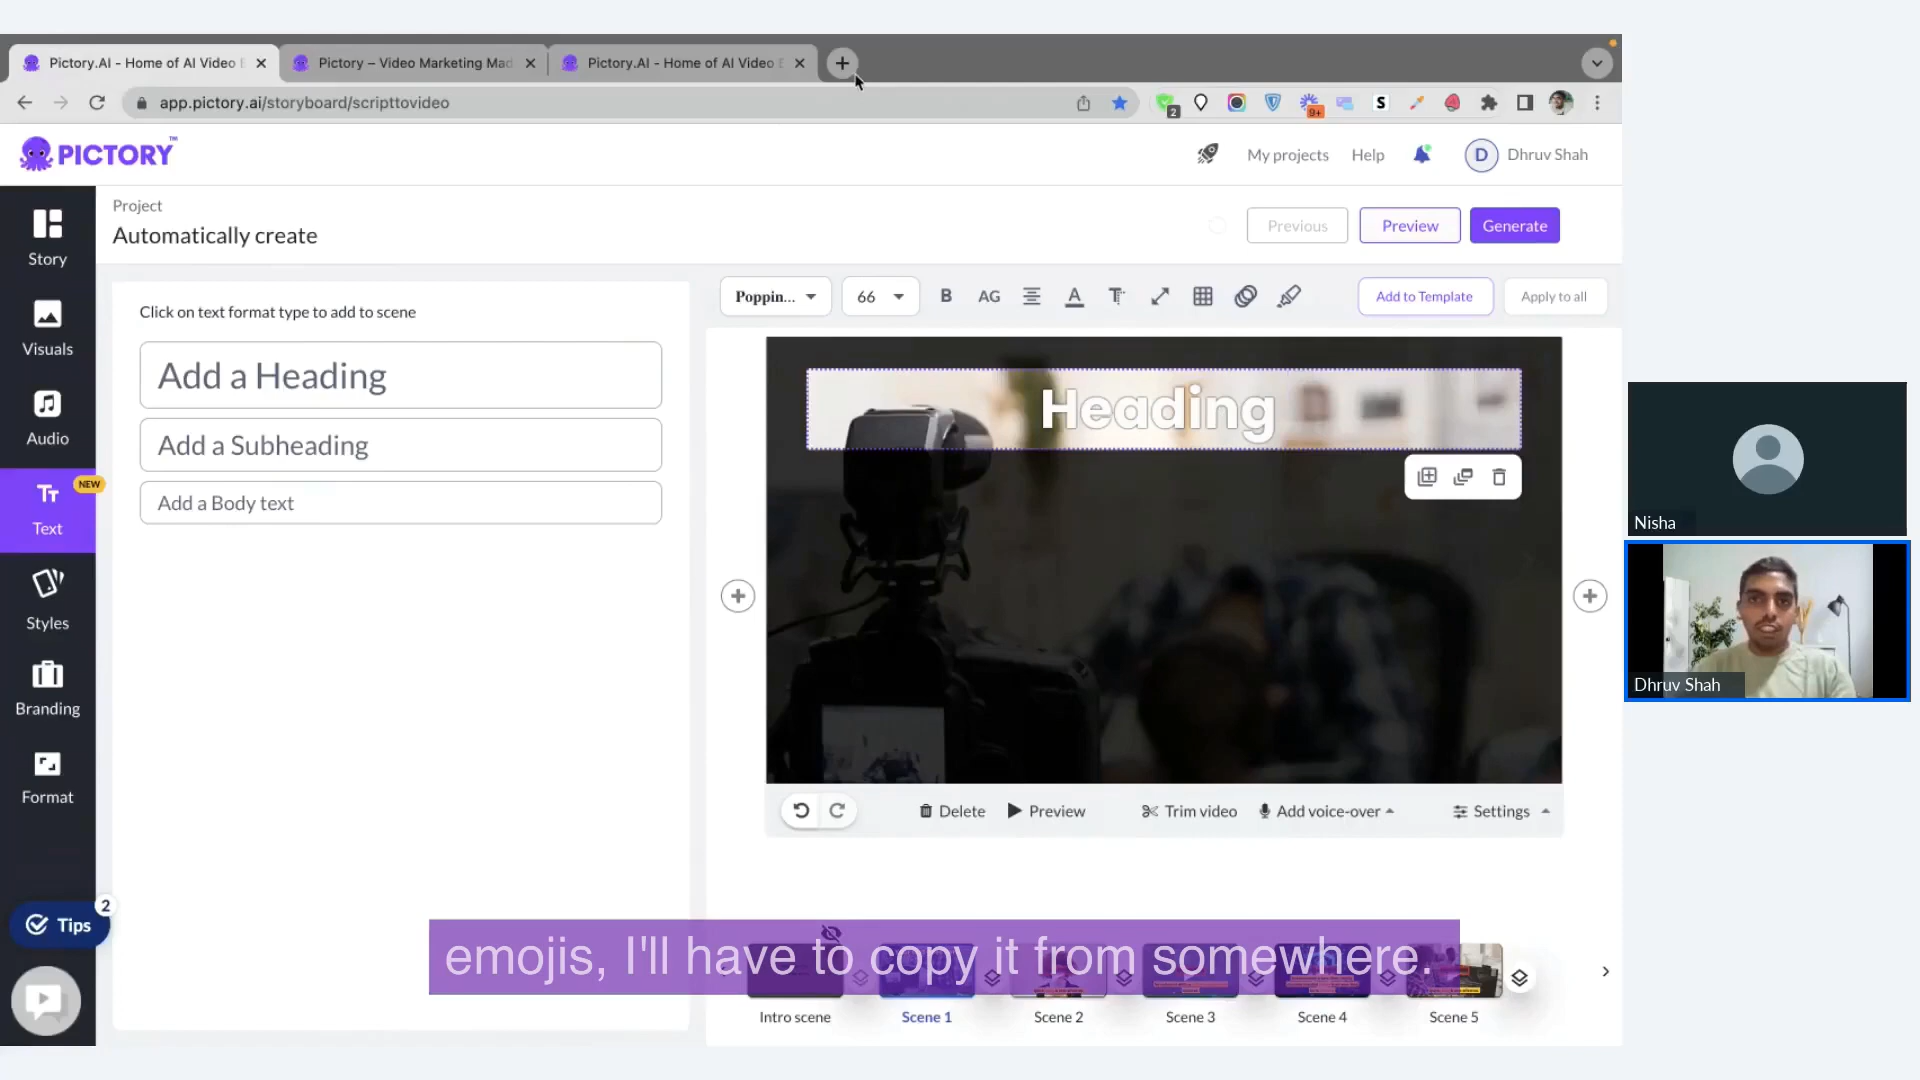 Pictory.AI - Home of AI Video E
Pictory – Video Marketing Mad
Pictory.AI - Home of AI Video E
app.pictory.ai/storyboard/scripttovideo
2
9+
S
PICTORY™
My projects
Help
D
Dhruv Shah
Project
Automatically create
Previous
Preview
Generate
Story
Visuals
Audio
NEW
Text
Styles
Branding
Format
Tips
2
Click on text format type to add to scene
Add a Heading
Add a Subheading
Add a Body text
Poppin...
66
B
AG
Add to Template
Apply to all
Heading
Delete
Preview
Trim video
Add voice-over
Settings
emojis, I'll have to copy it from somewhere.
Intro scene
Scene 1
Scene 2
Scene 3
Scene 4
Scene 5
Nisha
Dhruv Shah